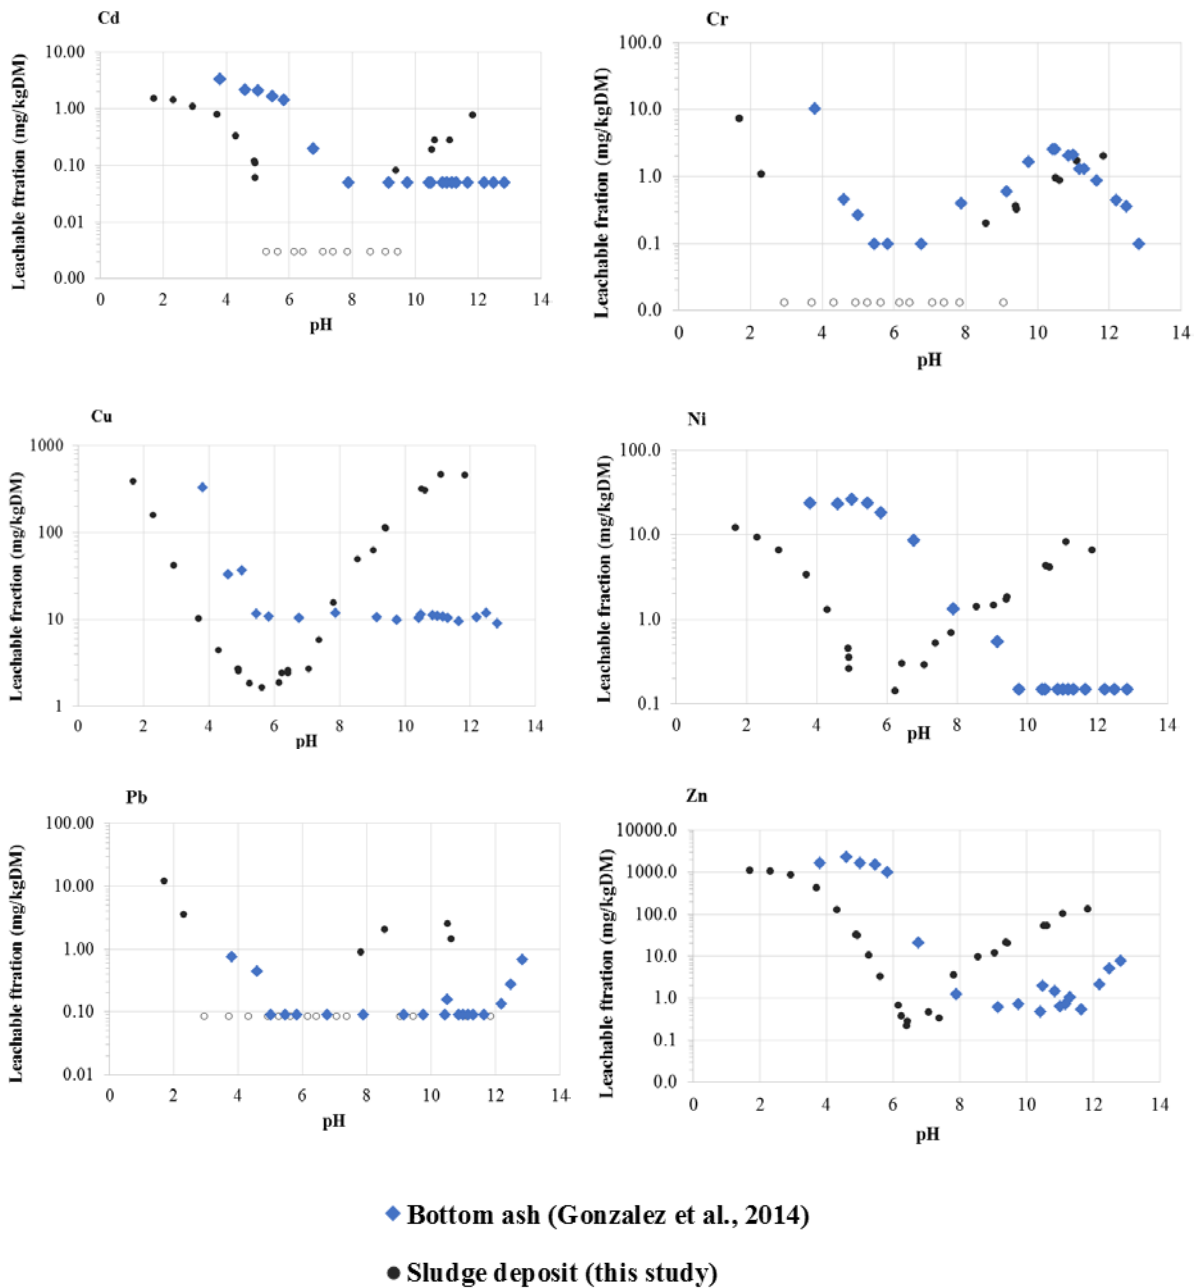 Cd
10.00
1.00
0.10
0.01
0.00
0 2 4 6 8 10 12 14
pH
Leachable ftration (mg/kgDM)
Cr
100.0
10.0
1.0
0.1
0.0
0 2 4 6 8 10 12 14
pH
Leachable fration (mg/kgDM)
Cu
1000
100
10
1
0 2 4 6 8 10 12 14
pH
Leachable fraction (mg/kgDM)
Ni
100.0
10.0
1.0
0.1
0 2 4 6 8 10 12 14
pH
Leachable fraction (mg/kgDM)
Pb
100.00
10.00
1.00
0.10
0.01
0 2 4 6 8 10 12 14
pH
Leachable ftration (mg/kgDM)
Zn
10000.0
1000.0
100.0
10.0
1.0
0.1
0.0
0 2 4 6 8 10 12 14
pH
Leachable fraction (mg/kgDM)
Bottom ash (Gonzalez et al., 2014)
Sludge deposit (this study)